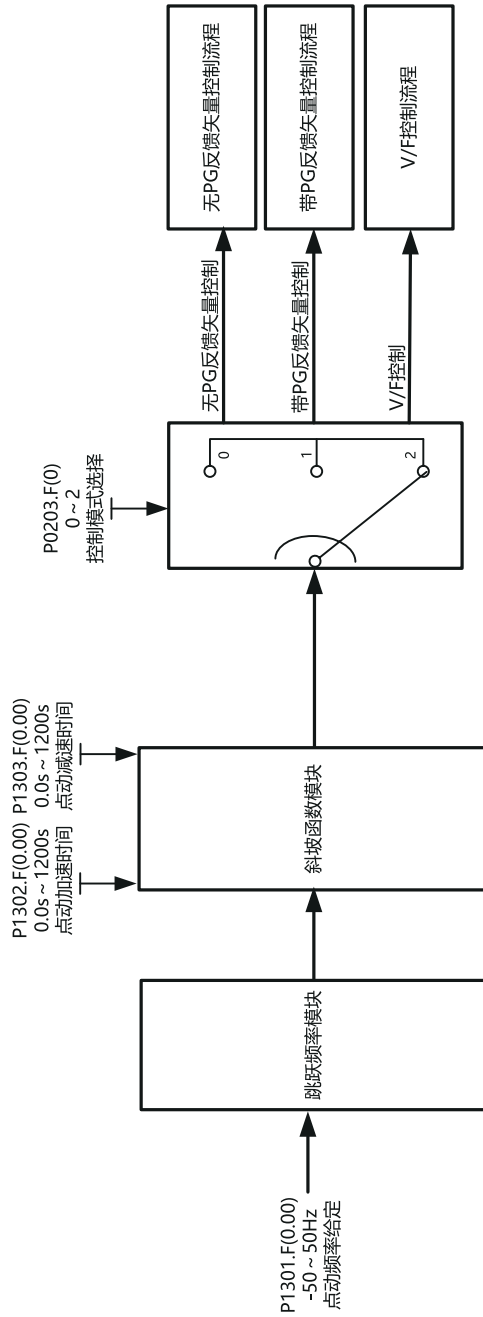 P1301.F(0.00)
-50~50Hz
点动频率给定
跳跃频率模块
P1302.F(0.00)
0.0s~1200s
点动加速时间
P1303.F(0.00)
0.0s~1200s
点动减速时间
斜坡函数模块
P0203.F(0)
0~2
控制模式选择
0
1
2
无PG反馈矢量控制
带PG反馈矢量控制
V/F控制
无PG反馈矢量控制流程
带PG反馈矢量控制流程
V/F控制流程